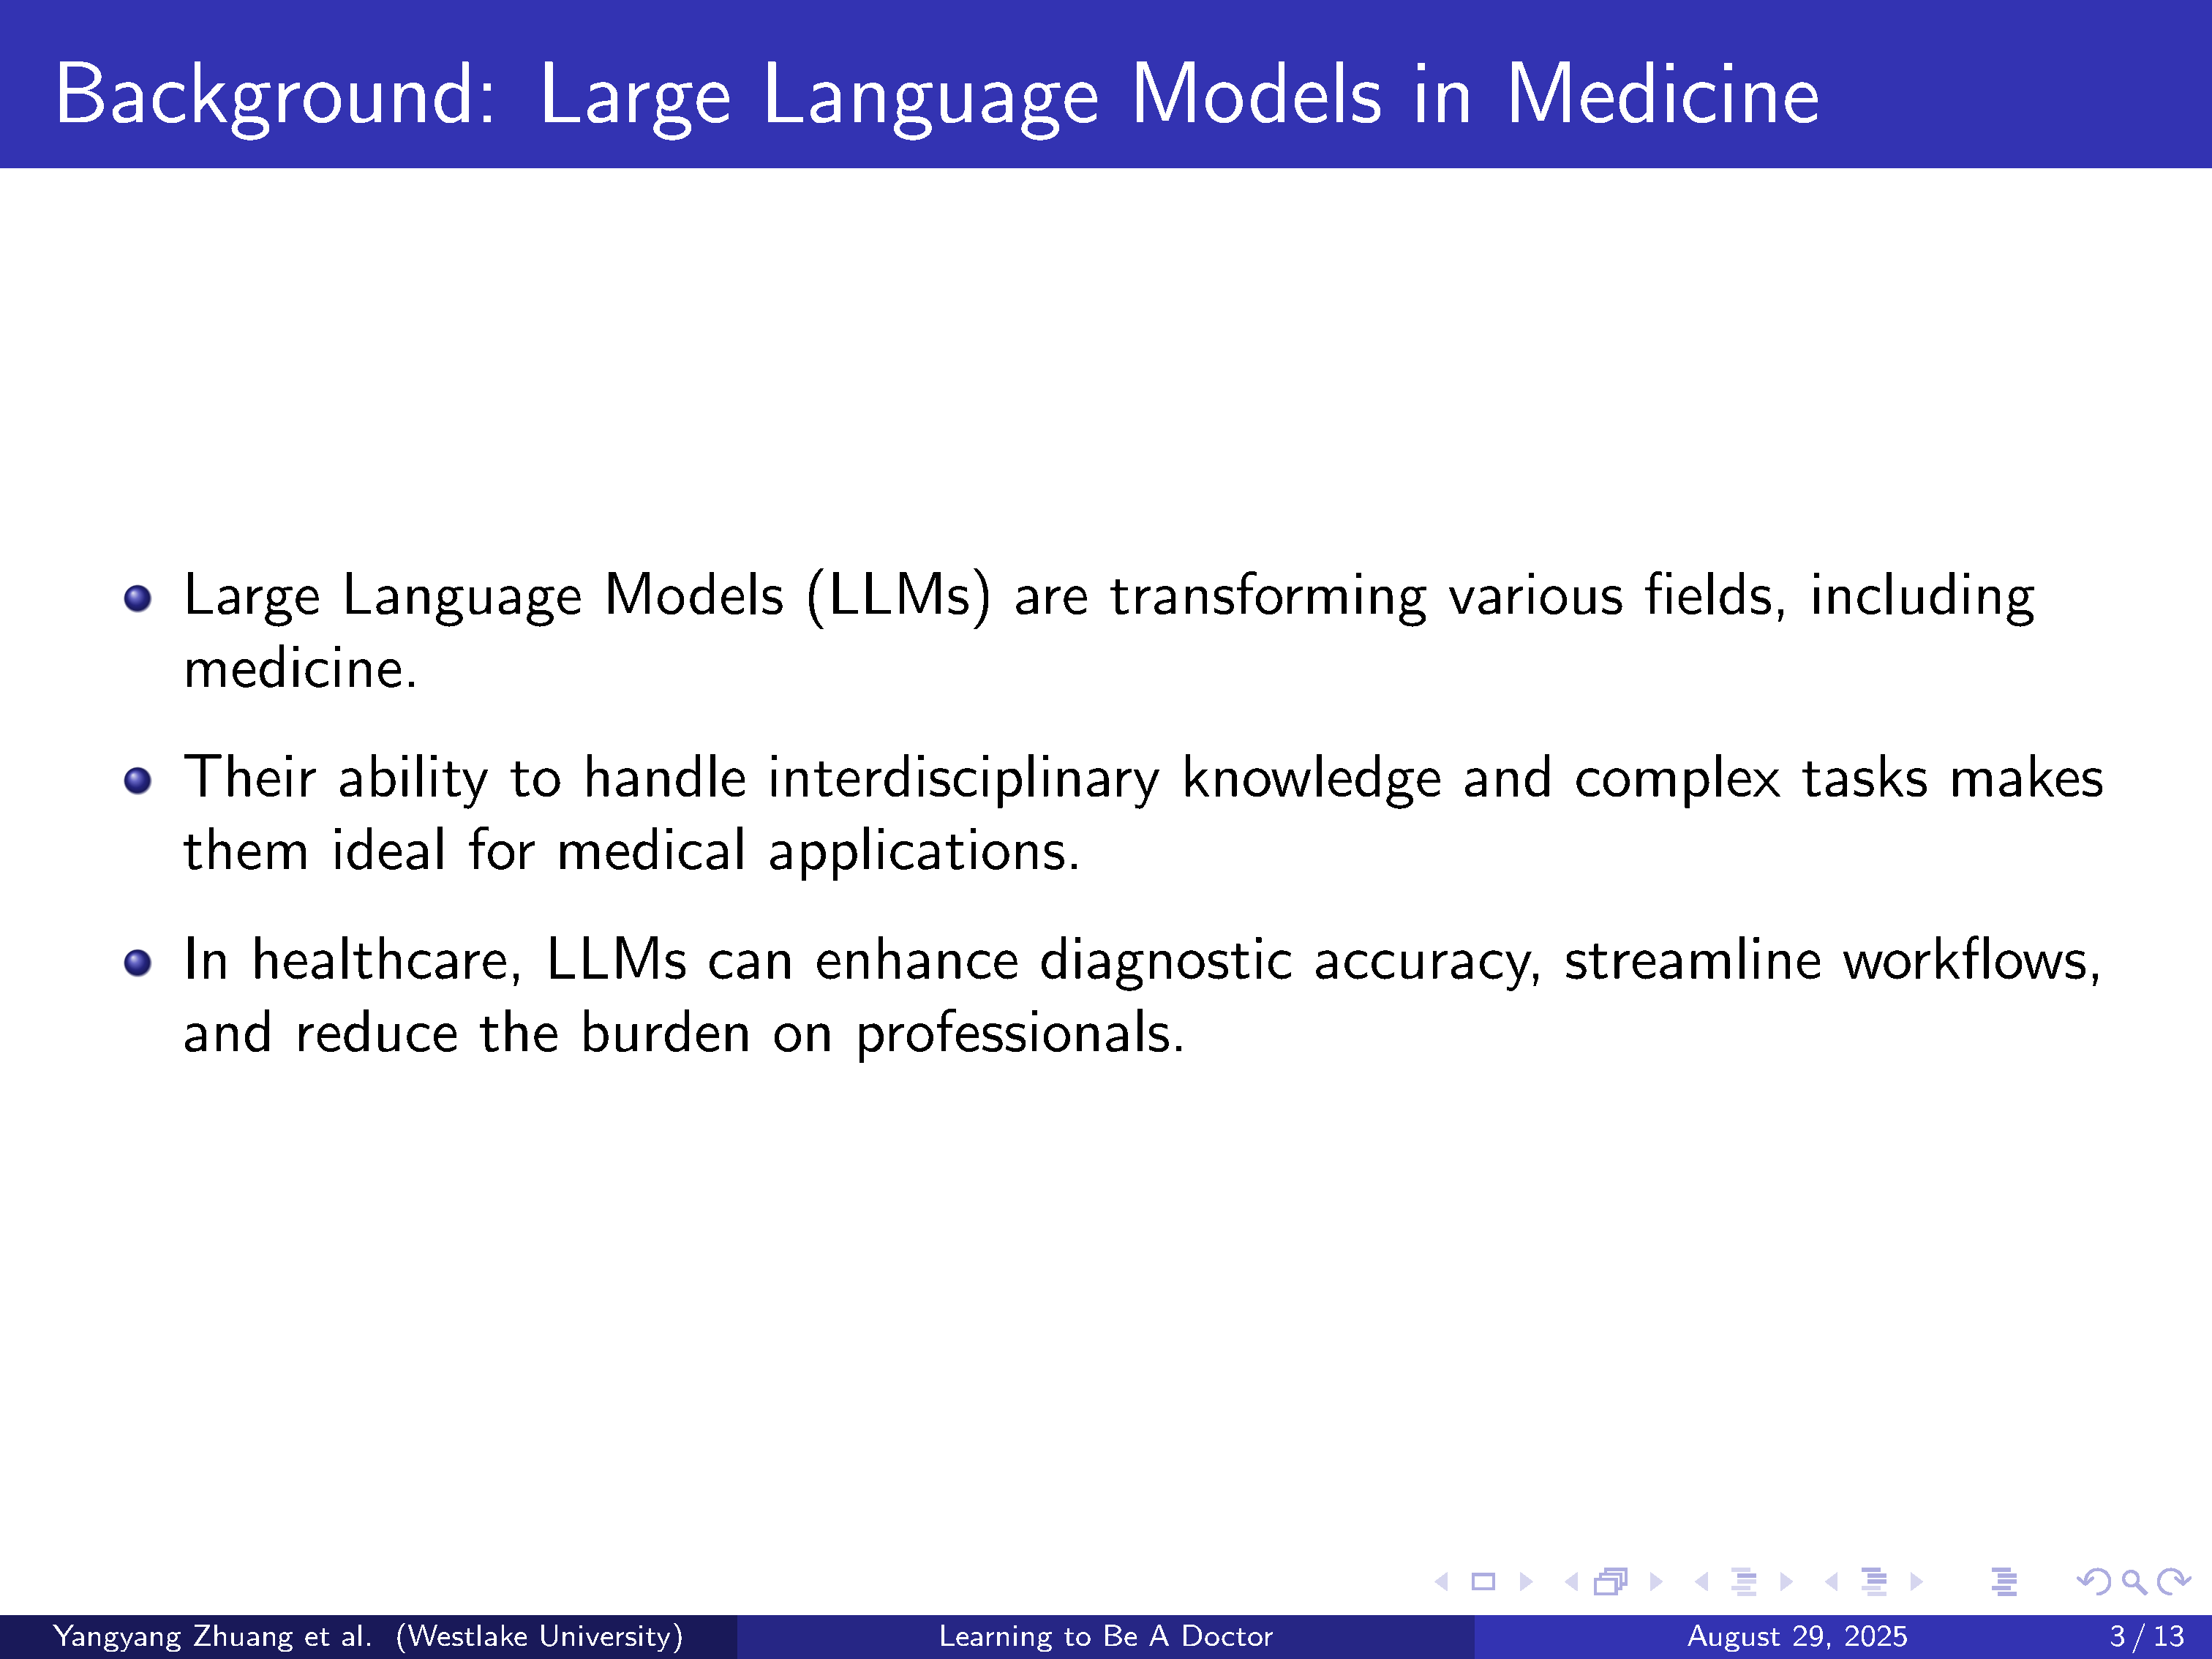 Background: Large Language Models in Medicine
Large Language Models (LLMs) are transforming various fields, including
medicine.
Their ability to handle interdisciplinary knowledge and complex tasks makes
them ideal for medical applications.
In healthcare, LLMs can enhance diagnostic accuracy, streamline workflows,
and reduce the burden on professionals.
Yangyang Zhuang et al. (Westlake University) Learning to Be A Doctor August 29, 2025 3 / 13